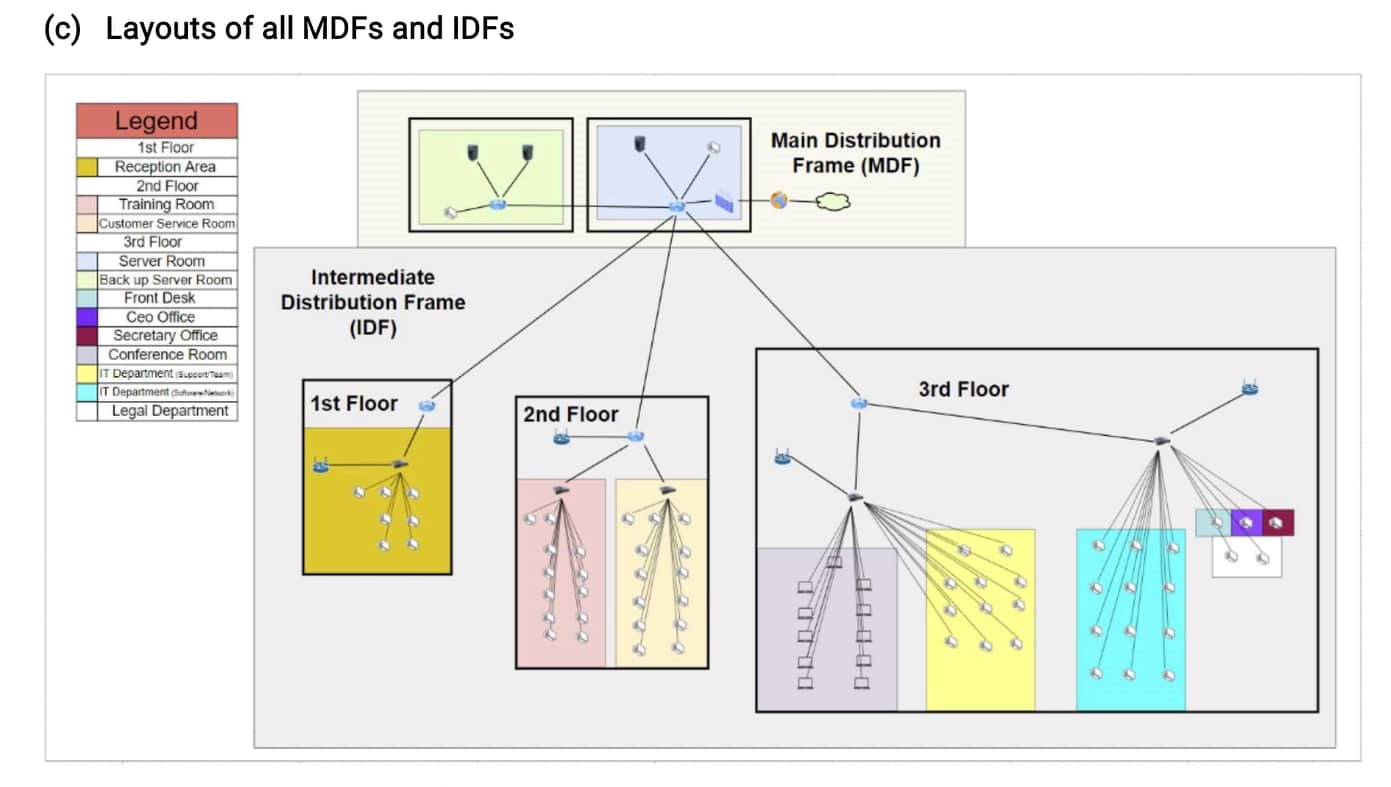 (c) Layouts of all MDFs and IDFs
Legend
1st Floor
Reception Area
2nd Floor
Training Room
Customer Service Room
3rd Floor
Server Room
Back up Server Room
Front Desk
Ceo Office
Secretary Office
Conference Room
IT Department (Support/Team)
IT Department (Software-Network)
Legal Department
Main Distribution
Frame (MDF)
Intermediate
Distribution Frame
(IDF)
1st Floor
2nd Floor
3rd Floor